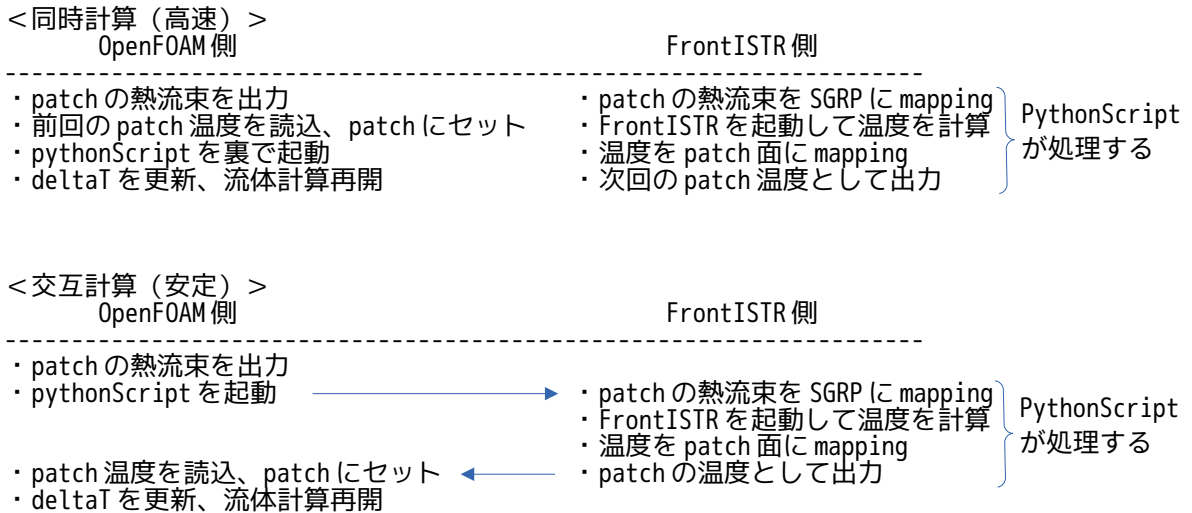 ＜同時計算（高速）＞
OpenFOAM側 FrontISTR側
----------------------------------------------------------------------
・patchの熱流束を出力 ・patchの熱流束をSGRPにmapping
・前回のpatch温度を読込、patchにセット ・FrontISTRを起動して温度を計算 PythonScript
・pythonScriptを裏で起動 ・温度をpatch面にmapping が処理する
・deltaTを更新、流体計算再開 ・次回のpatch温度として出力
＜交互計算（安定）＞
OpenFOAM側 FrontISTR側
----------------------------------------------------------------------
・patchの熱流束を出力
・pythonScriptを起動 ・patchの熱流束をSGRPにmapping
・FrontISTRを起動して温度を計算 PythonScript
・温度をpatch面にmapping が処理する
・patch温度を読込、patchにセット ・patchの温度として出力
・deltaTを更新、流体計算再開